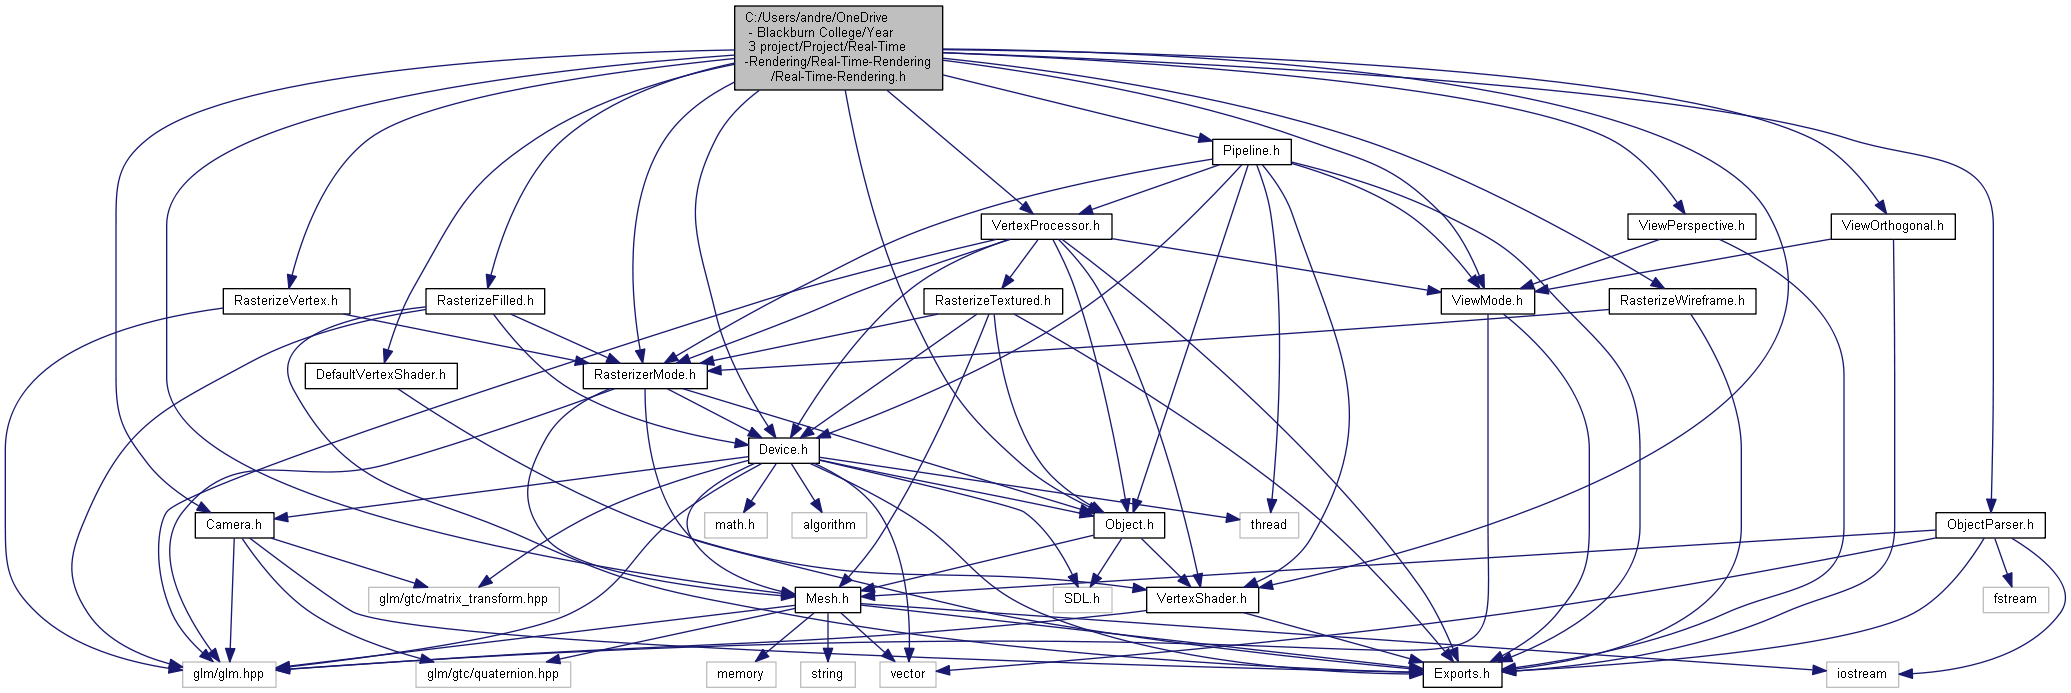 C:/Users/andre/OneDrive
- Blackburn College/Year
3 project/Project/Real-Time
-Rendering/Real-Time-Rendering
/Real-Time-Rendering.h
Pipeline.h
VertexProcessor.h
ViewPerspective.h
ViewOrthogonal.h
RasterizeVertex.h
RasterizeFilled.h
RasterizeTextured.h
ViewMode.h
RasterizeWireframe.h
DefaultVertexShader.h
RasterizerMode.h
Device.h
Camera.h
math.h
algorithm
Object.h
thread
ObjectParser.h
glm/gtc/matrix_transform.hpp
Mesh.h
SDL.h
VertexShader.h
fstream
glm/glm.hpp
glm/gtc/quaternion.hpp
memory
string
vector
Exports.h
iostream